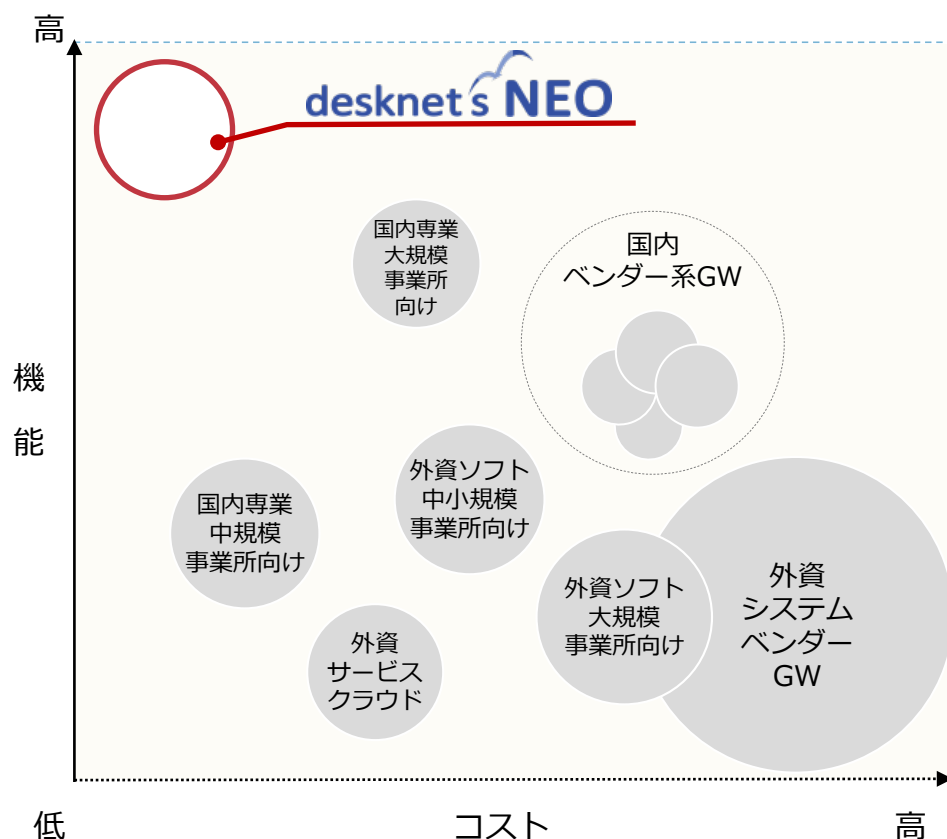 高
desknet's NEO
国内専業
大規模
事業所
向け
国内
ベンダー系GW
機
能
外資ソフト
中小規模
事業所向け
国内専業
中規模
事業所向け
外資ソフト
大規模
事業所向け
外資
システム
ベンダー
GW
外資
サービス
クラウド
低
コスト
高